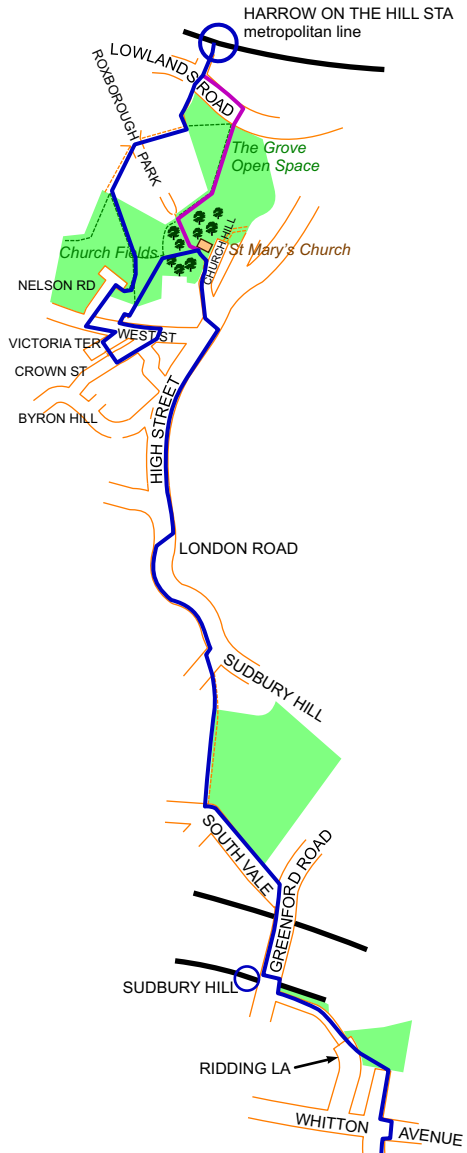 HARROW ON THE HILL STA
metropolitan line
LOWLANDS ROAD
ROXBOROUGH
PARK
The Grove
Open Space
Church Fields
CHURCH HILL
St Mary's Church
NELSON RD
VICTORIA TER
WEST ST
CROWN ST
BYRON HILL
HIGH STREET
LONDON ROAD
SUDBURY HILL
SOUTH VALE
GREENFORD ROAD
SUDBURY HILL
RIDDING LA
WHITTON
AVENUE